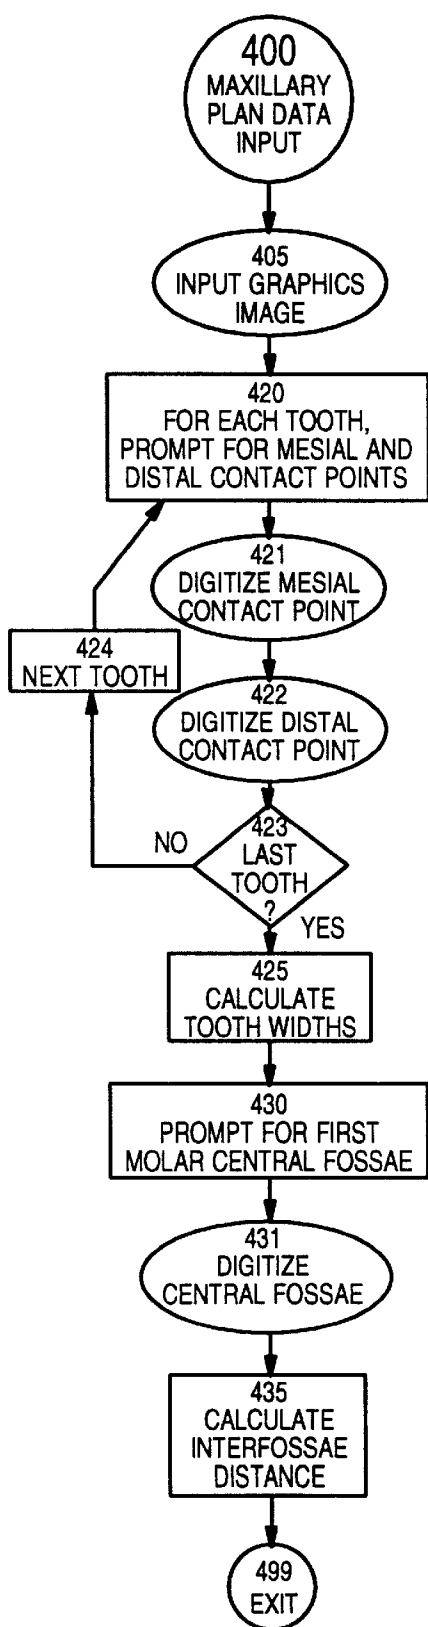 400
MAXILLARY
PLAN DATA
INPUT
405
INPUT GRAPHICS
IMAGE
420
FOR EACH TOOTH,
PROMPT FOR MESIAL AND
DISTAL CONTACT POINTS
421
DIGITIZE MESIAL
CONTACT POINT
424
NEXT TOOTH
422
DIGITIZE DISTAL
CONTACT POINT
NO
423
LAST
TOOTH
?
YES
425
CALCULATE
TOOTH WIDTHS
430
PROMPT FOR FIRST
MOLAR CENTRAL FOSSAE
431
DIGITIZE
CENTRAL FOSSAE
435
CALCULATE
INTERFOSSAE
DISTANCE
499
EXIT